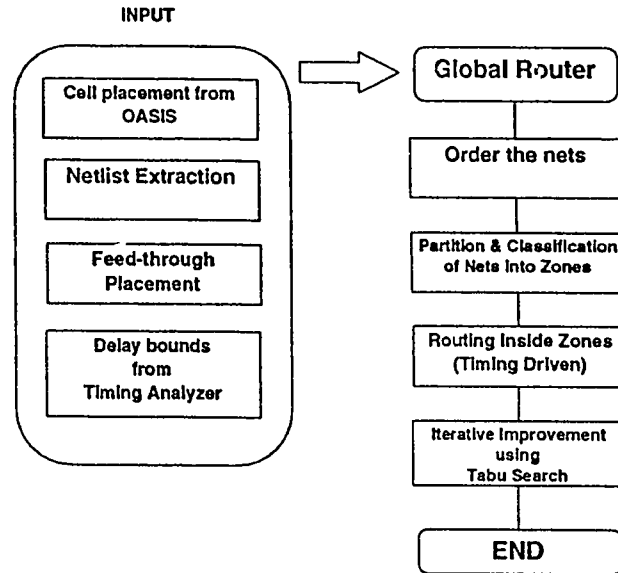 INPUT
Cell placement from
OASIS
Netlist Extraction
Feed-through
Placement
Delay bounds
from
Timing Analyzer
Global Router
Order the nets
Partition & Classification
of Nets Into Zones
Routing Inside Zones
(Timing Driven)
Iterative Improvement
using
Tabu Search
END